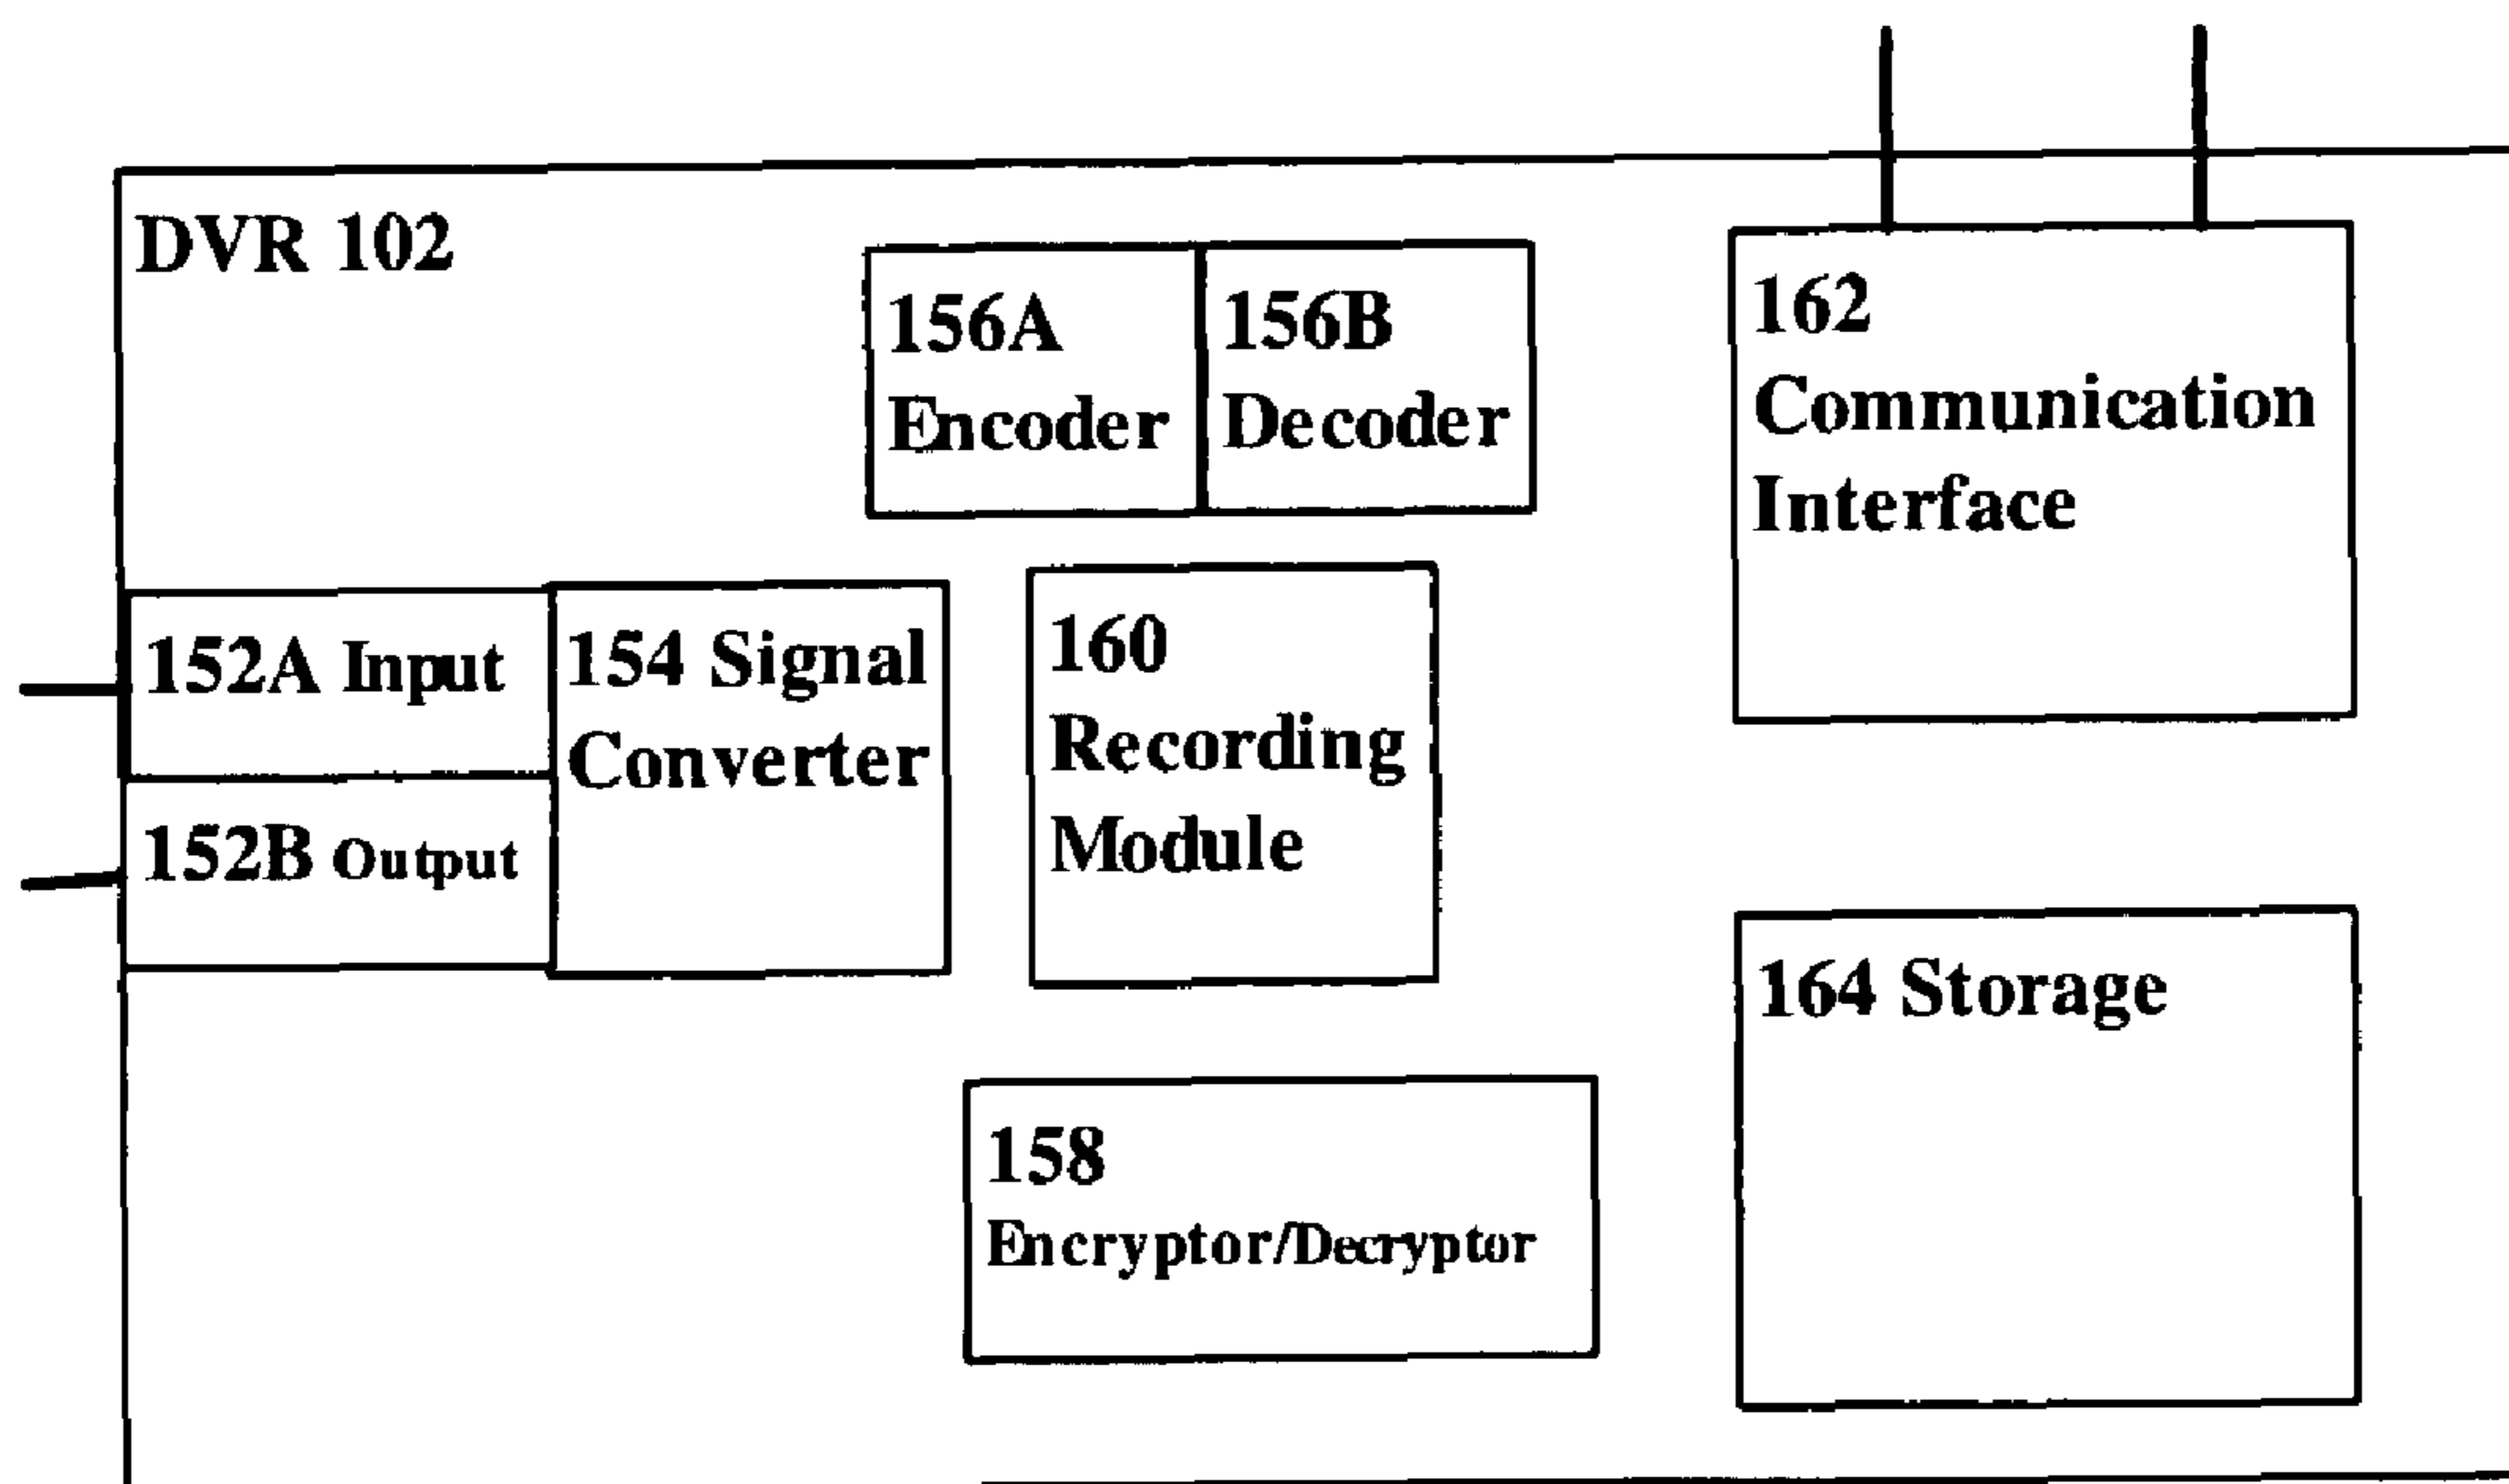 DVR 102
156A
Encoder
156B
Decoder
162
Communication
Interface
152A Input
154 Signal
Converter
152B Output
160
Recording
Module
164 Storage
158
Encryptor/Decryptor